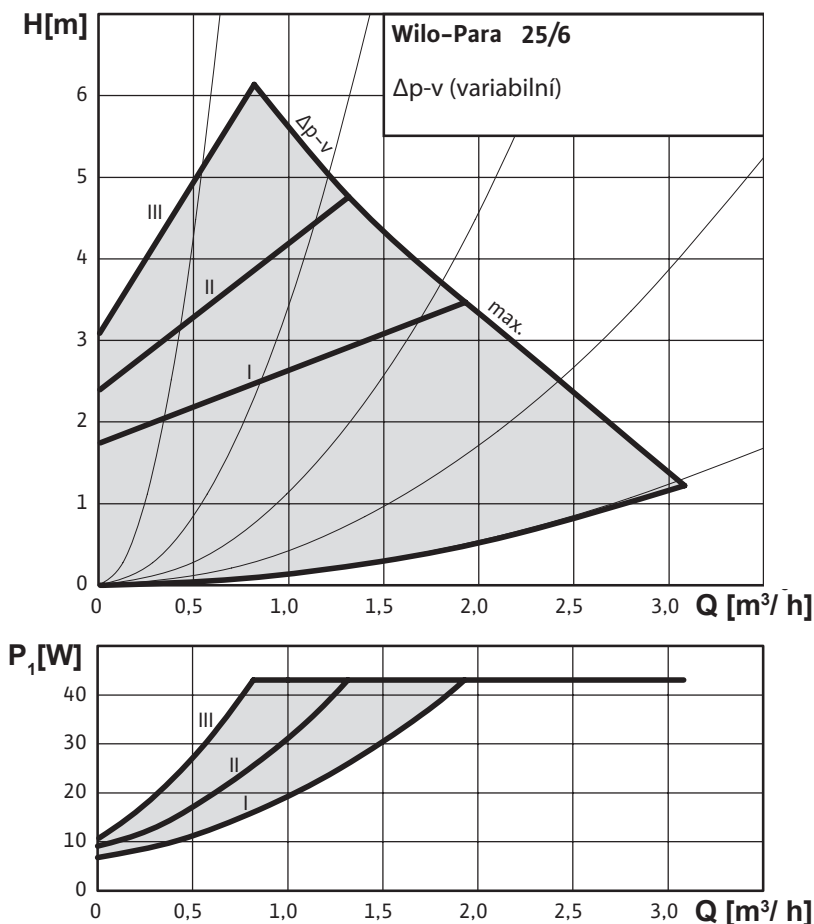 H[m]
Wilo-Para 25/6
Δp-v (variabilní)
6
Δp-v
5
III
4
II
3
max.
I
2
1
0
0 0,5 1,0 1,5 2,0 2,5 3,0 Q [m³/ h]
P₁[W]
40
III
30
II
20
I
10
0
0 0,5 1,0 1,5 2,0 2,5 3,0 Q [m³/ h]